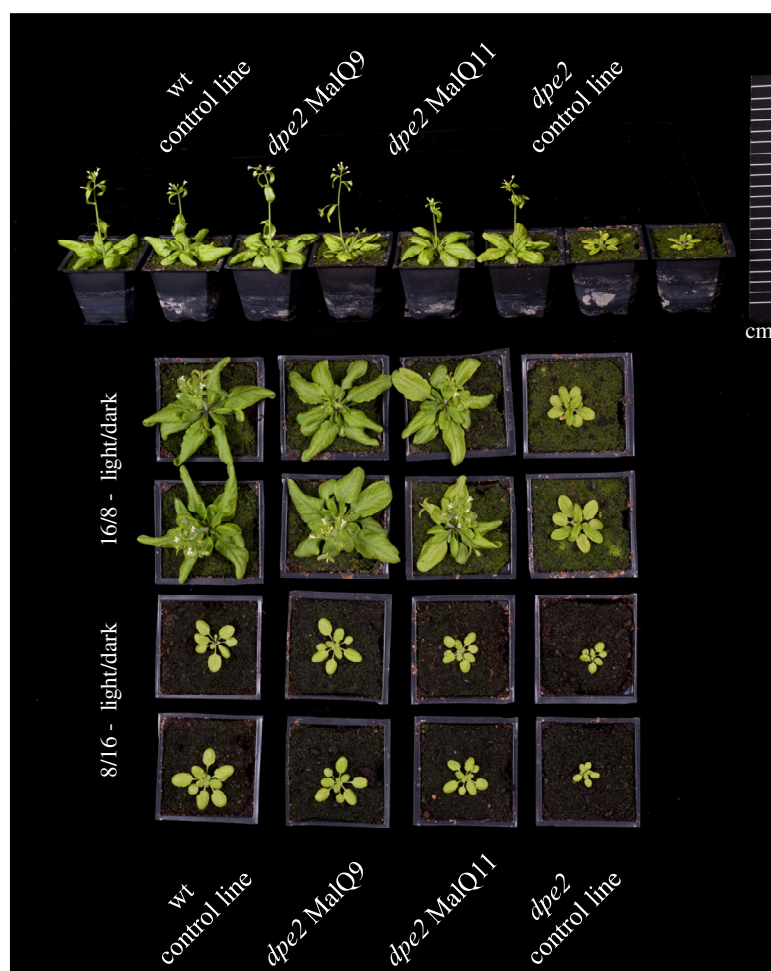 wt
control line
dpe2 MalQ9
dpe2 MalQ11
dpe2
control line
cm
16/8 - light/dark
8/16 - light/dark
wt
control line
dpe2 MalQ9
dpe2 MalQ11
dpe2
control line